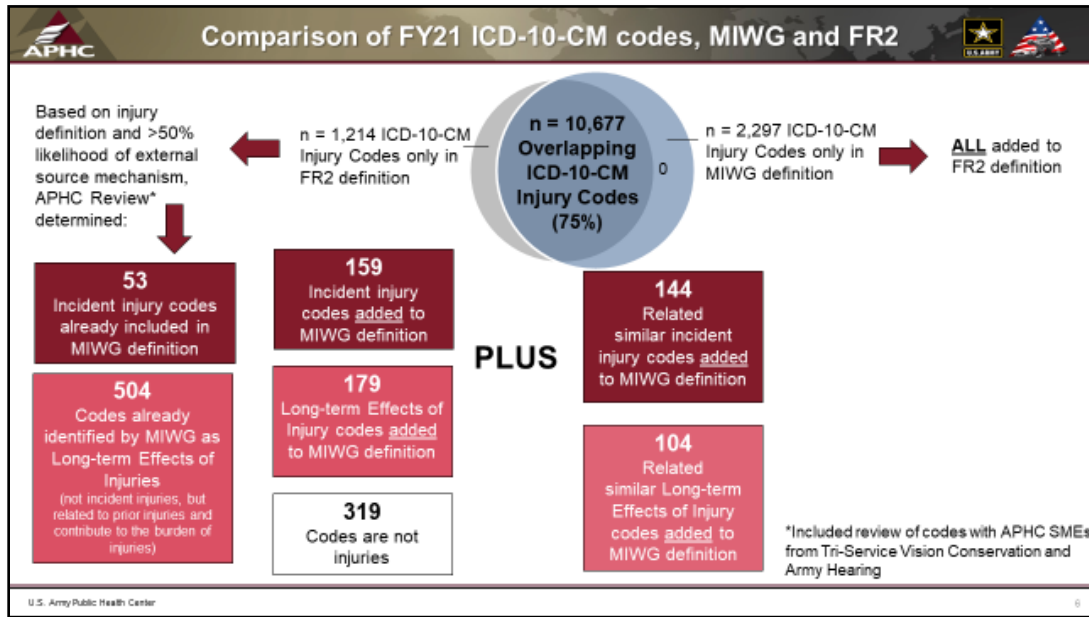 APHC
Comparison of FY21 ICD-10-CM codes, MIWG and FR2
U.S. ARMY
Based on injury
definition and >50%
likelihood of external
source mechanism,
APHC Review*
determined:
n = 1,214 ICD-10-CM
Injury Codes only in
FR2 definition
n = 10,677
Overlapping
ICD-10-CM
Injury Codes
(75%)
0
n = 2,297 ICD-10-CM
Injury Codes only in
MIWG definition
ALL added to
FR2 definition
53
Incident injury codes
already included in
MIWG definition
504
Codes already
identified by MIWG as
Long-term Effects of
Injuries
(not incident injuries, but
related to prior injuries and
contribute to the burden of
injuries)
159
Incident injury
codes added to
MIWG definition
179
Long-term Effects of
Injury codes added
to MIWG definition
319
Codes are not
injuries
PLUS
144
Related
similar incident
injury codes added
to MIWG definition
104
Related
similar Long-term
Effects of Injury
codes added to
MIWG definition
*Included review of codes with APHC SMEs
from Tri-Service Vision Conservation and
Army Hearing
U.S. Army Public Health Center
6